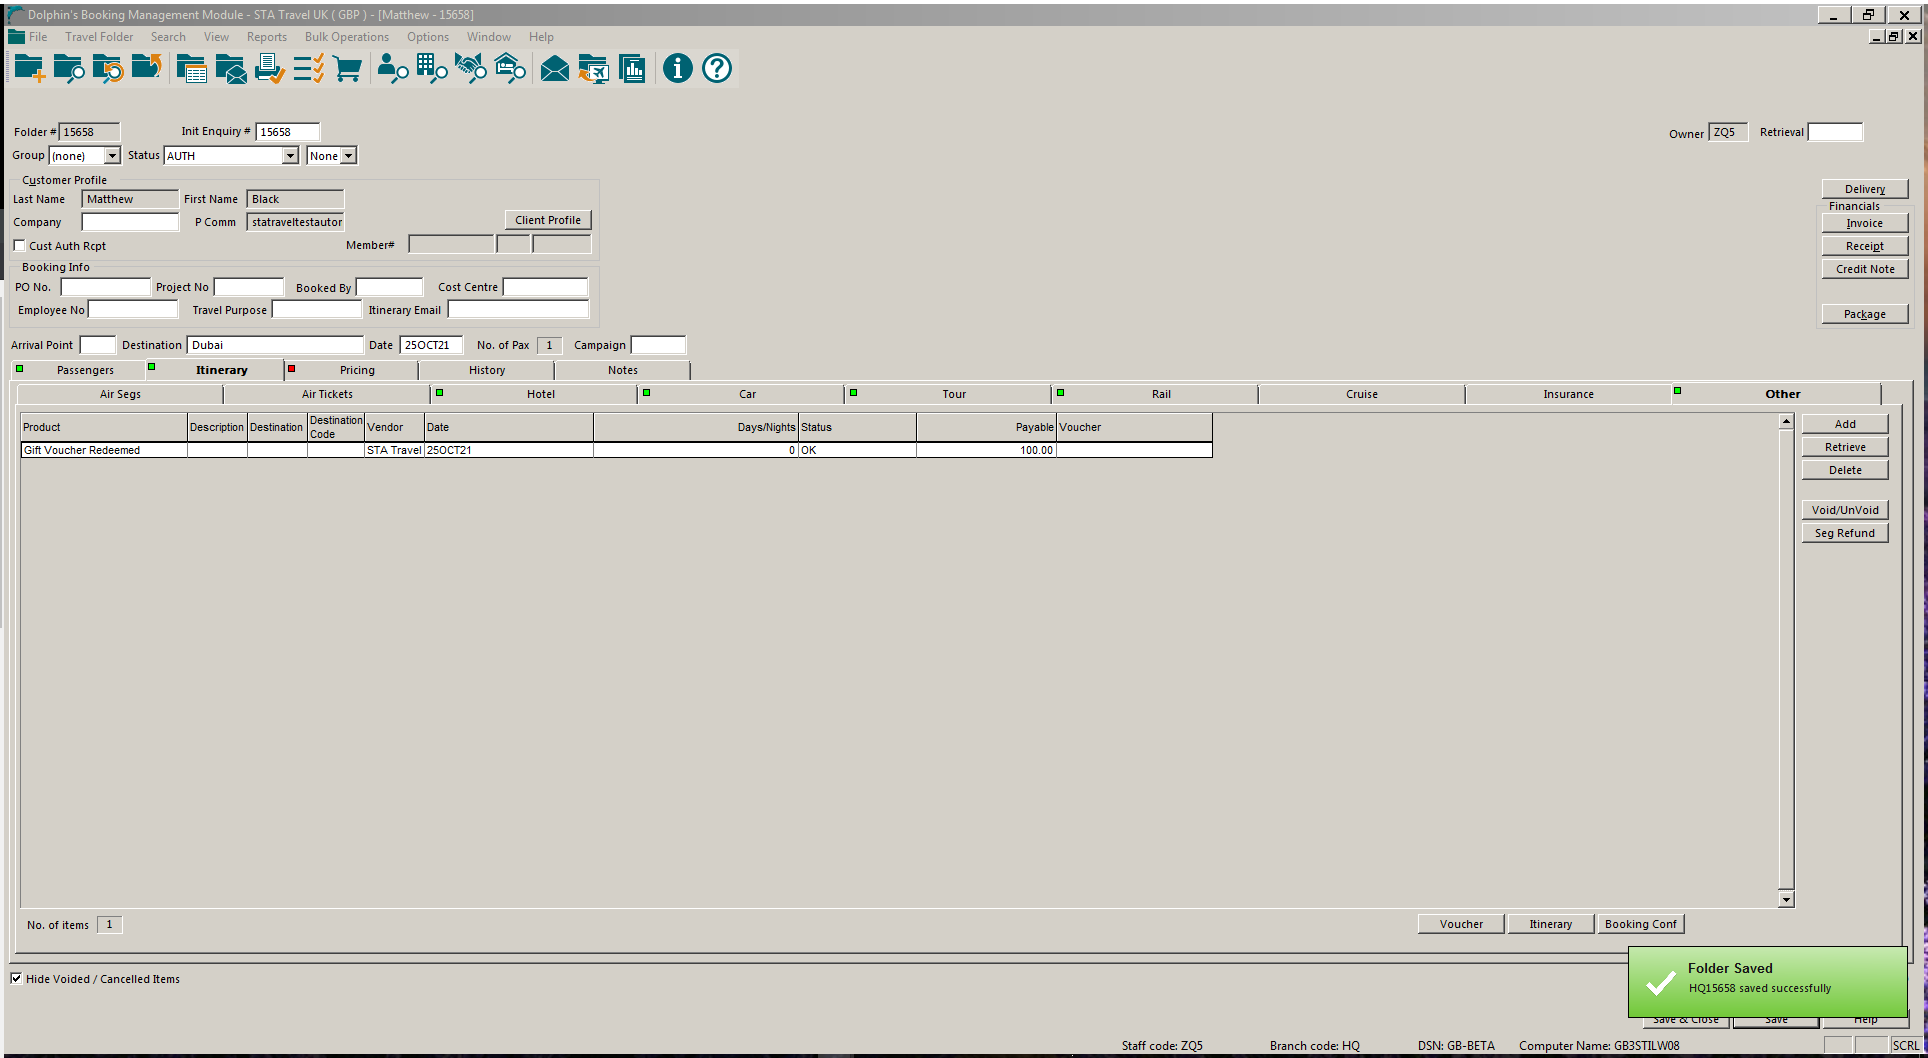 Dolphin's Booking Management Module - STA Travel UK ( GBP ) - [Matthew - 15658]
File Travel Folder Search View Reports Bulk Operations Options Window Help
Folder # 15658 Init Enquiry # 15658 Owner ZQ5 Retrieval
Group (none) Status AUTH None
Customer Profile
Last Name Matthew First Name Black
Company P Comm statraveltestautor Client Profile
Cust Auth Rcpt Member#
Delivery
Financials
Invoice
Receipt
Credit Note
Package
Booking Info
PO No. Project No Booked By Cost Centre
Employee No Travel Purpose Itinerary Email
Arrival Point Destination Dubai Date 25OCT21 No. of Pax 1 Campaign
Passengers Itinerary Pricing History Notes
Air Segs Air Tickets Hotel Car Tour Rail Cruise Insurance Other
Product Description Destination Destination Code Vendor Date Days/Nights Status Payable Voucher
Gift Voucher Redeemed STA Travel 25OCT21 0 OK 100.00
Add
Retrieve
Delete
Void/UnVoid
Seg Refund
No. of items 1 Voucher Itinerary Booking Conf
Hide Voided / Cancelled Items
Folder Saved
HQ15658 saved successfully
Save & Close Save Help
Staff code: ZQ5 Branch code: HQ DSN: GB-BETA Computer Name: GB3STILW08 SCRL